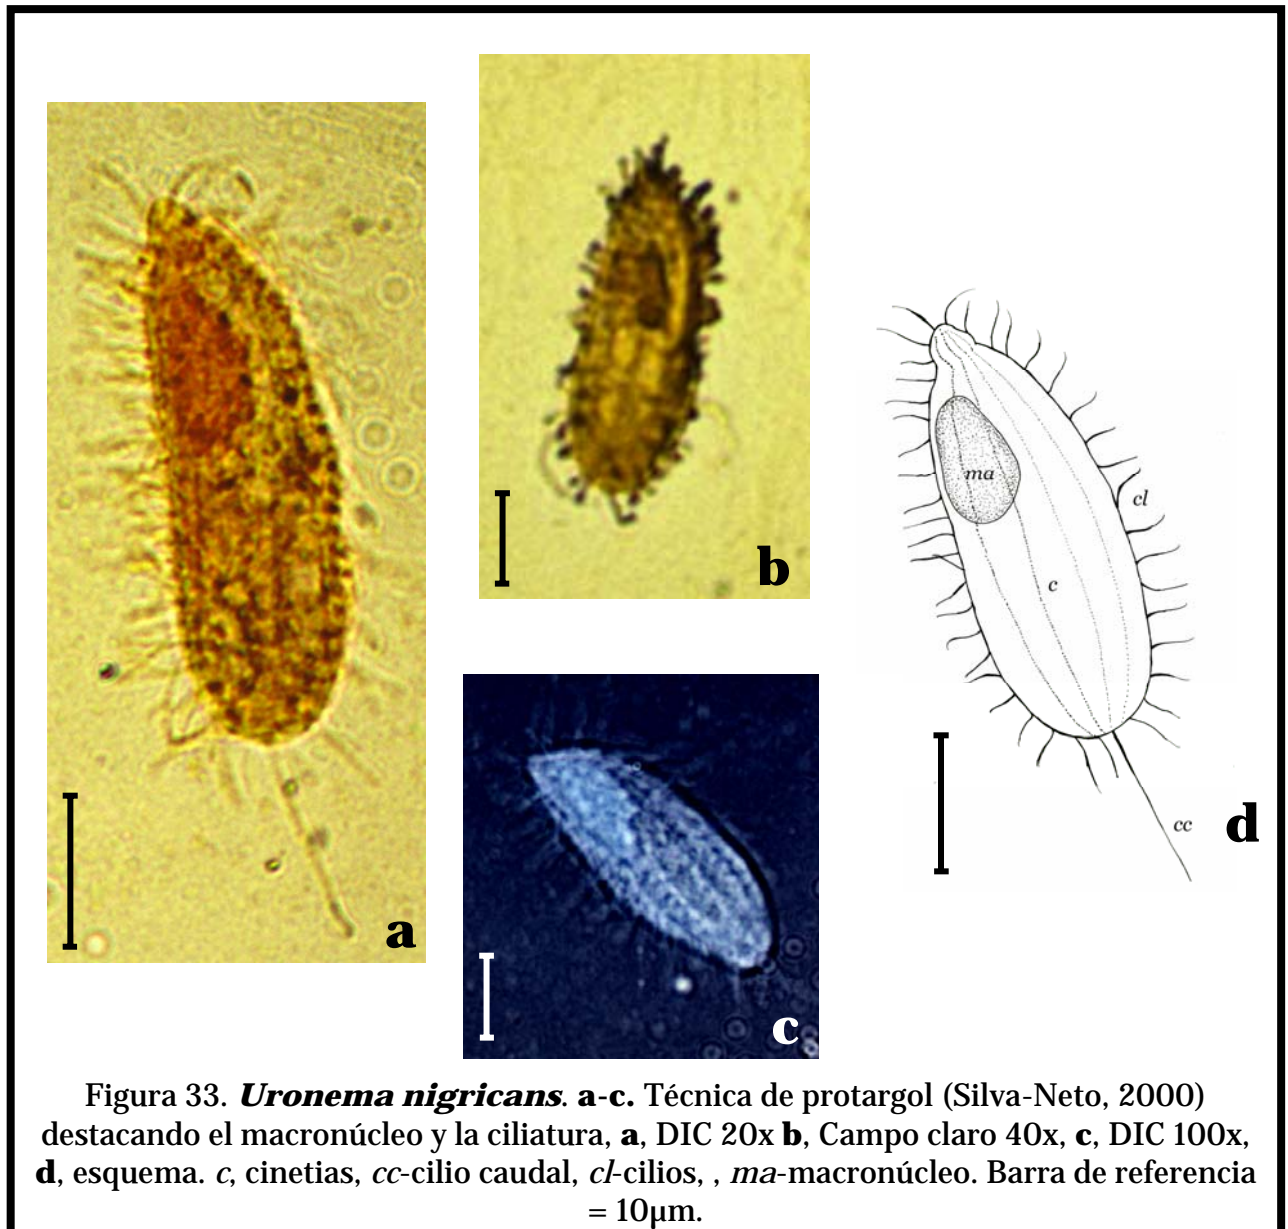 a
b
c
ma
cl
c
cc
d
Figura 33. Uronema nigricans. a-c. Técnica de protargol (Silva-Neto, 2000)
destacando el macronúcleo y la ciliatura, a, DIC 20x b, Campo claro 40x, c, DIC 100x,
d, esquema. c, cinetias, cc-cilio caudal, cl-cilios, , ma-macronúcleo. Barra de referencia
= 10µm.